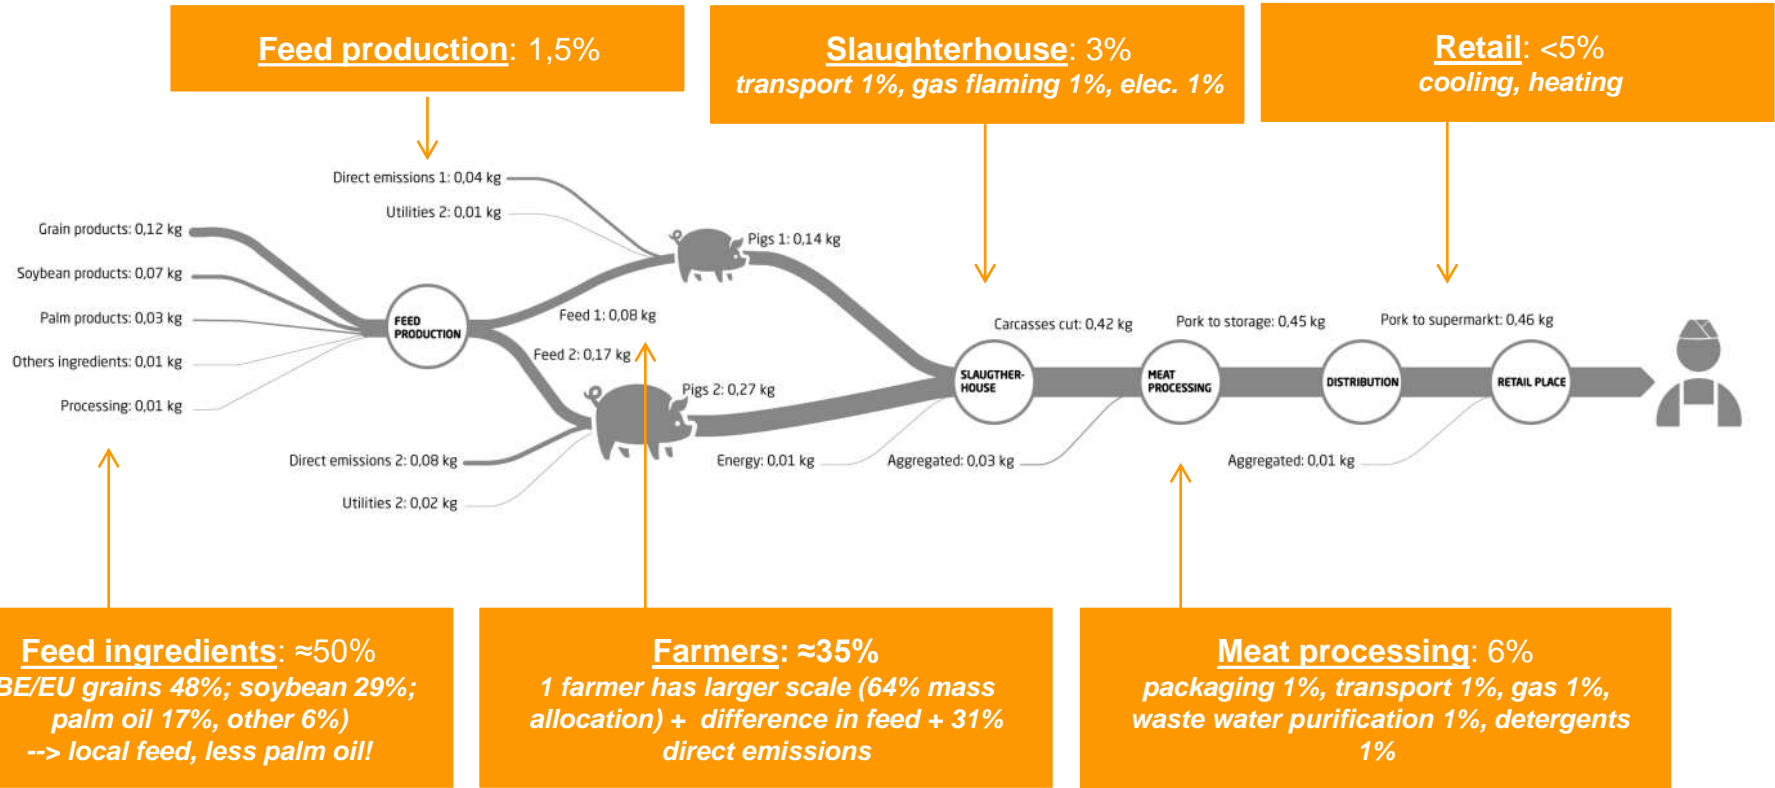 Feed production: 1,5%
Slaughterhouse: 3%
transport 1%, gas flaming 1%, elec. 1%
Retail: <5%
cooling, heating
Direct emissions 1: 0,04 kg
Utilities 2: 0,01 kg
Grain products: 0,12 kg
Soybean products: 0,07 kg
Palm products: 0,03 kg
Others ingredients: 0,01 kg
Processing: 0,01 kg
FEED
PRODUCTION
Pigs 1: 0,14 kg
Feed 1: 0,08 kg
Feed 2: 0,17 kg
Pigs 2: 0,27 kg
Direct emissions 2: 0,08 kg
Utilities 2: 0,02 kg
Carcasses cut: 0,42 kg
Pork to storage: 0,45 kg
Pork to supermarkt: 0,46 kg
SLAUGTHER-
HOUSE
MEAT
PROCESSING
DISTRIBUTION
RETAIL PLACE
Energy: 0,01 kg
Aggregated: 0,03 kg
Aggregated: 0,01 kg
Feed ingredients: ≈50%
BE/EU grains 48%; soybean 29%;
palm oil 17%, other 6%)
--> local feed, less palm oil!
Farmers: ≈35%
1 farmer has larger scale (64% mass
allocation) + difference in feed + 31%
direct emissions
Meat processing: 6%
packaging 1%, transport 1%, gas 1%,
waste water purification 1%, detergents
1%